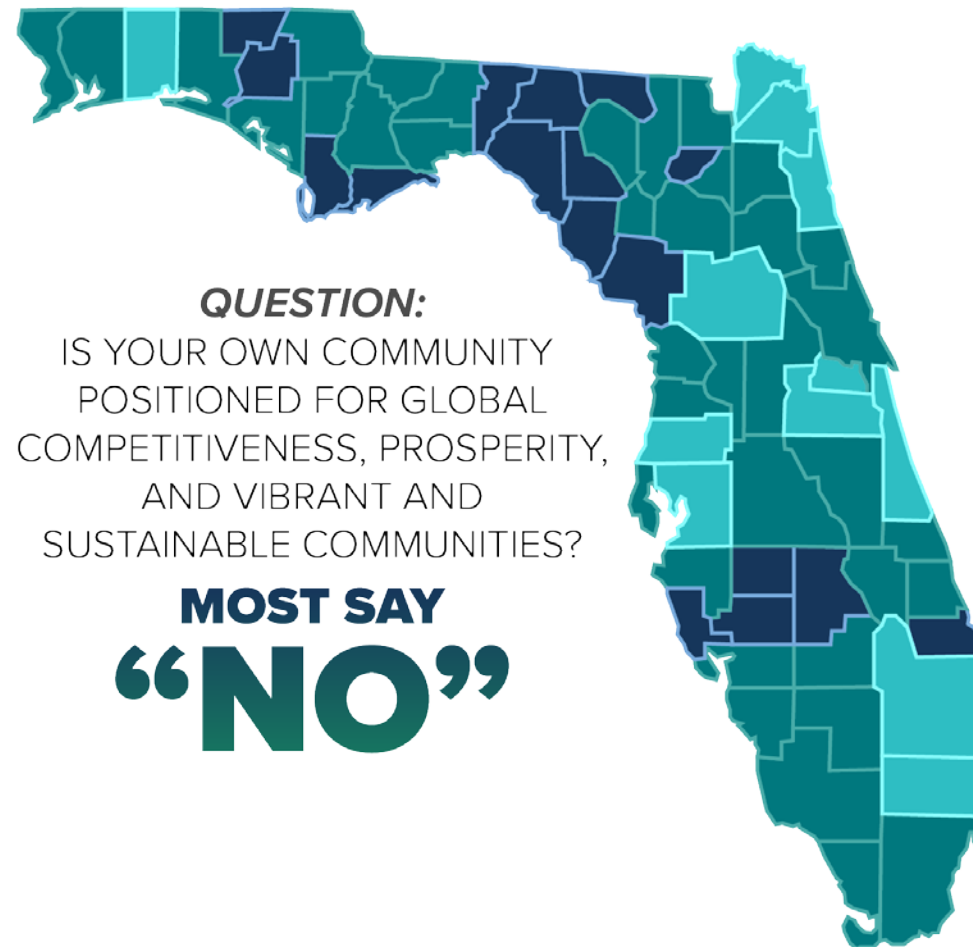 QUESTION:
IS YOUR OWN COMMUNITY
POSITIONED FOR GLOBAL
COMPETITIVENESS, PROSPERITY,
AND VIBRANT AND
SUSTAINABLE COMMUNITIES?
MOST SAY
“NO”